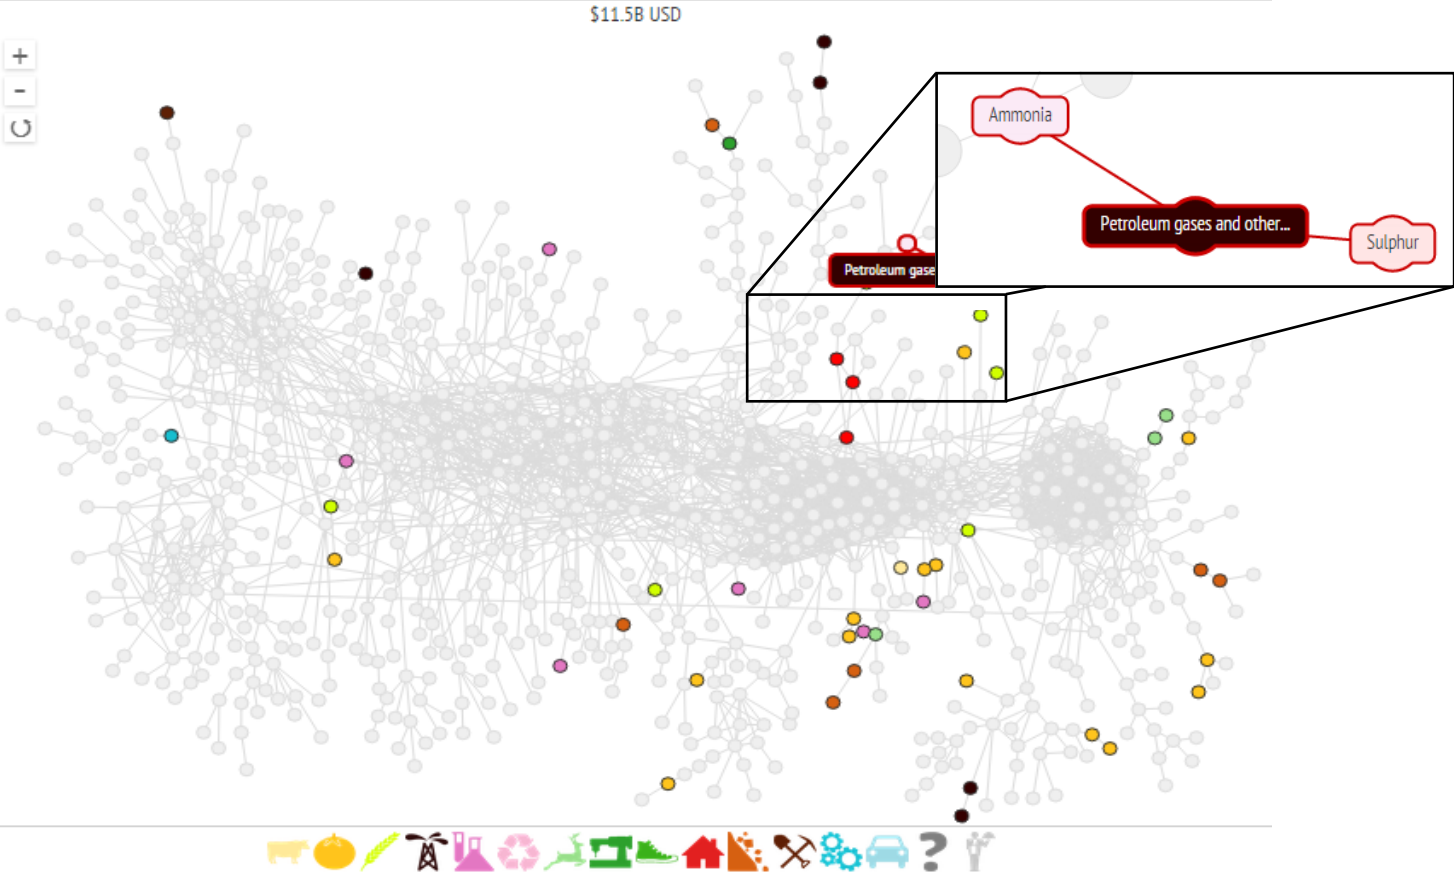 $11.5B USD
+
-
Ammonia
Petroleum gases and other...
Sulphur
Petroleum gase
?